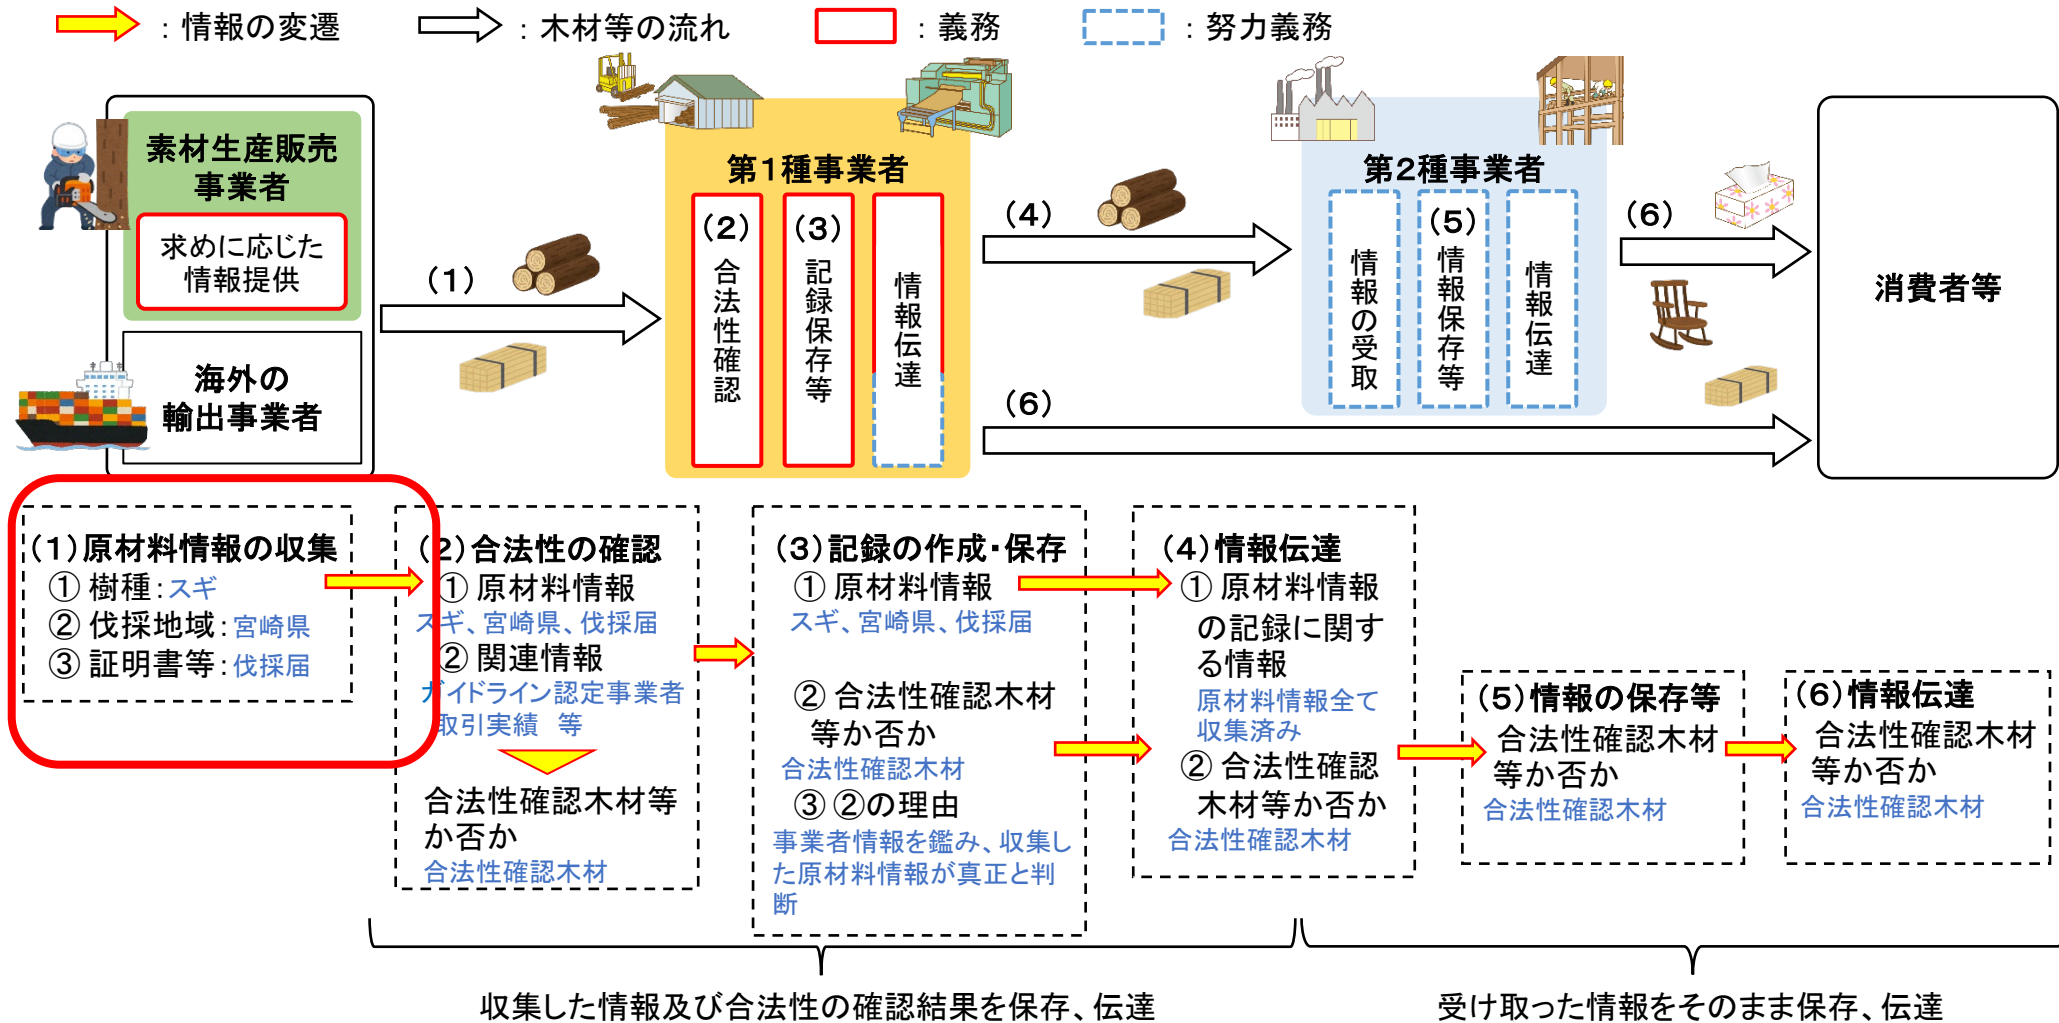 ：情報の変遷
：木材等の流れ
：義務
：努力義務
素材生産販売
事業者
求めに応じた
情報提供
海外の
輸出事業者
（１）
第１種事業者
（２）合法性確認
（３）記録保存等
情報伝達
（４）
（６）
第２種事業者
情報の受取
（５）情報保存等
情報伝達
（６）
消費者等
（１）原材料情報の収集
① 樹種：スギ
② 伐採地域：宮崎県
③ 証明書等：伐採届
（２）合法性の確認
① 原材料情報
スギ、宮崎県、伐採届
② 関連情報
ガイドライン認定事業者
取引実績　等
合法性確認木材等
か否か
合法性確認木材
（３）記録の作成・保存
① 原材料情報
スギ、宮崎県、伐採届
② 合法性確認木材
等か否か
合法性確認木材
③ ②の理由
事業者情報を鑑み、収集し
た原材料情報が真正と判
断
（４）情報伝達
① 原材料情報
の記録に関す
る情報
原材料情報全て
収集済み
② 合法性確認
木材等か否か
合法性確認木材
（５）情報の保存等
合法性確認木材
等か否か
合法性確認木材
（６）情報伝達
合法性確認木材
等か否か
合法性確認木材
収集した情報及び合法性の確認結果を保存、伝達
受け取った情報をそのまま保存、伝達